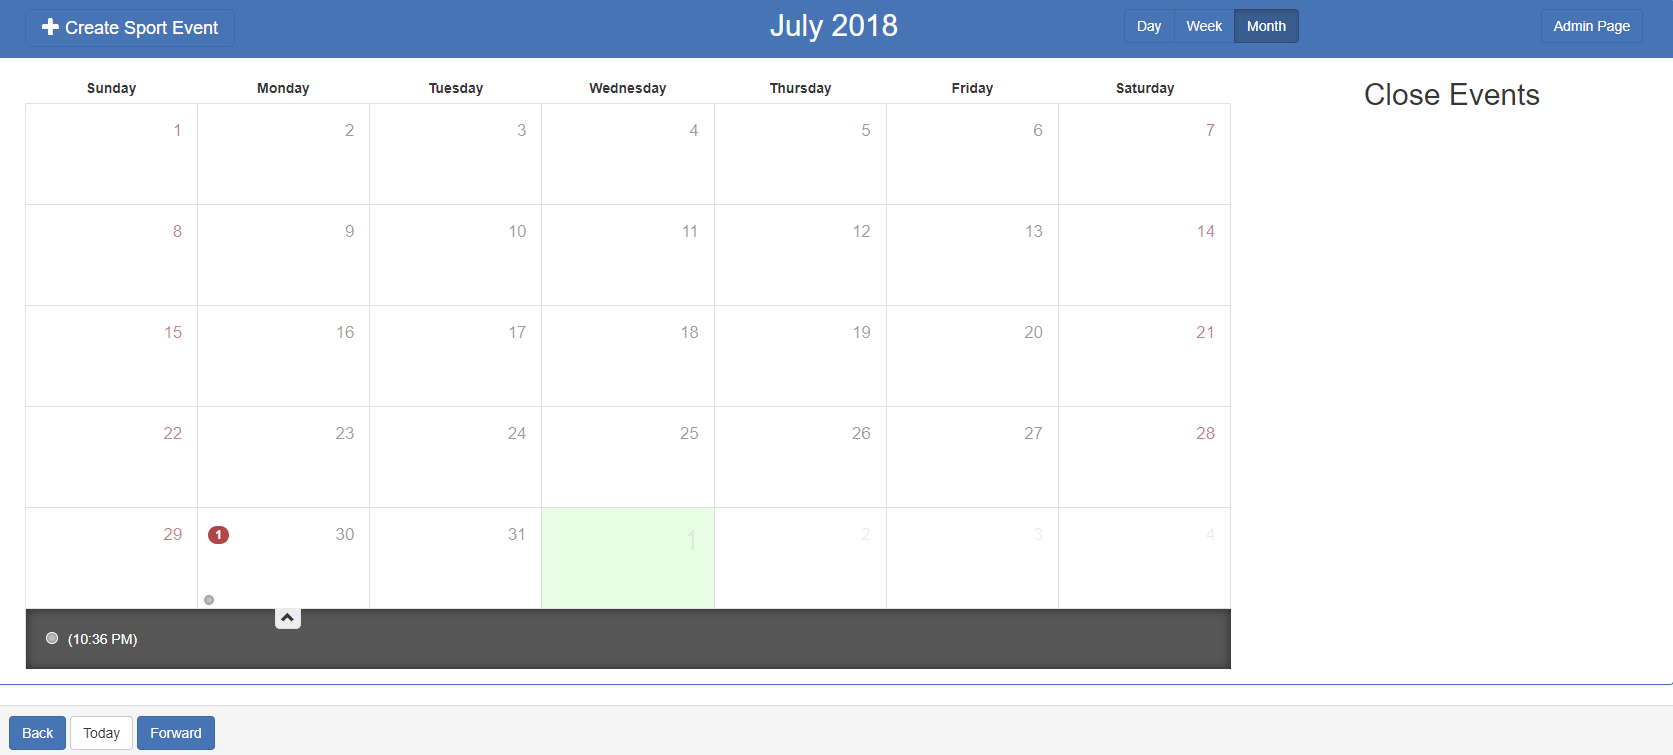 Create Sport Event July 2018 Day Week Month Admin Page
Sunday Monday Tuesday Wednesday Thursday Friday Saturday
Close Events
1 2 3 4 5 6 7
8 9 10 11 12 13 14
15 16 17 18 19 20 21
22 23 24 25 26 27 28
29 1 30 31 1 2 3 4
(10:36 PM)
Back Today Forward